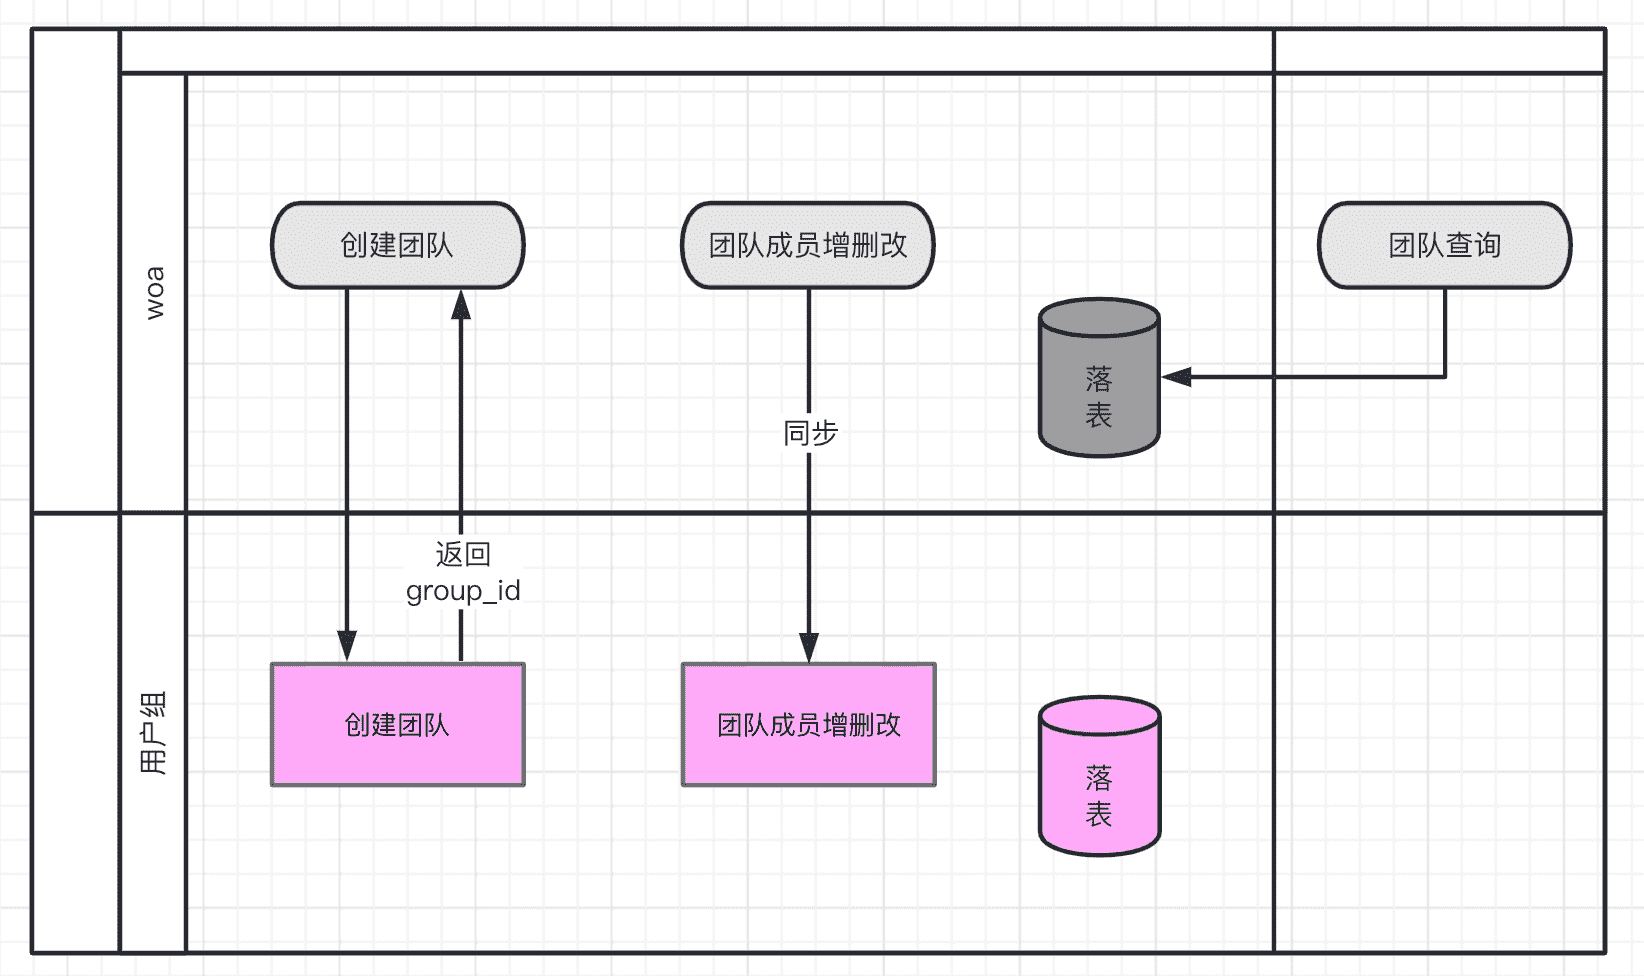 woa
创建团队
团队成员增删改
团队查询
落
表
同步
用户组
返回
group_id
创建团队
团队成员增删改
落
表